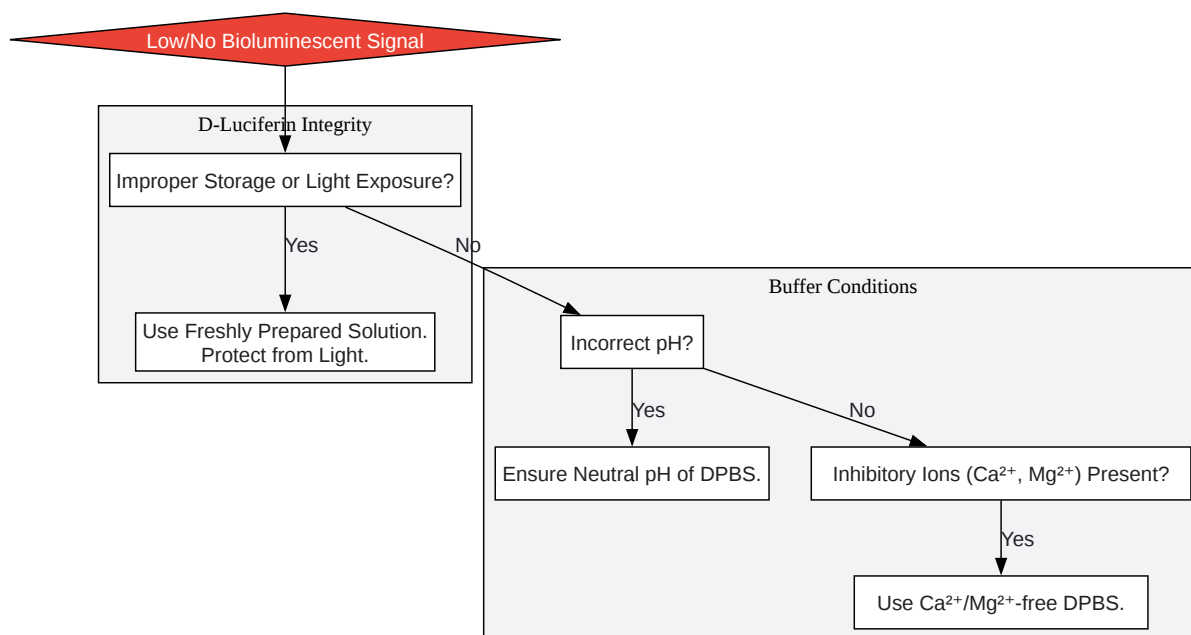 Low/No Bioluminescent Signal
D-Luciferin Integrity
Improper Storage or Light Exposure?
Yes
No
Use Freshly Prepared Solution.
Protect from Light.
Buffer Conditions
Incorrect pH?
Yes
No
Ensure Neutral pH of DPBS.
Inhibitory Ions (Ca²⁺, Mg²⁺) Present?
Yes
Use Ca²⁺/Mg²⁺-free DPBS.